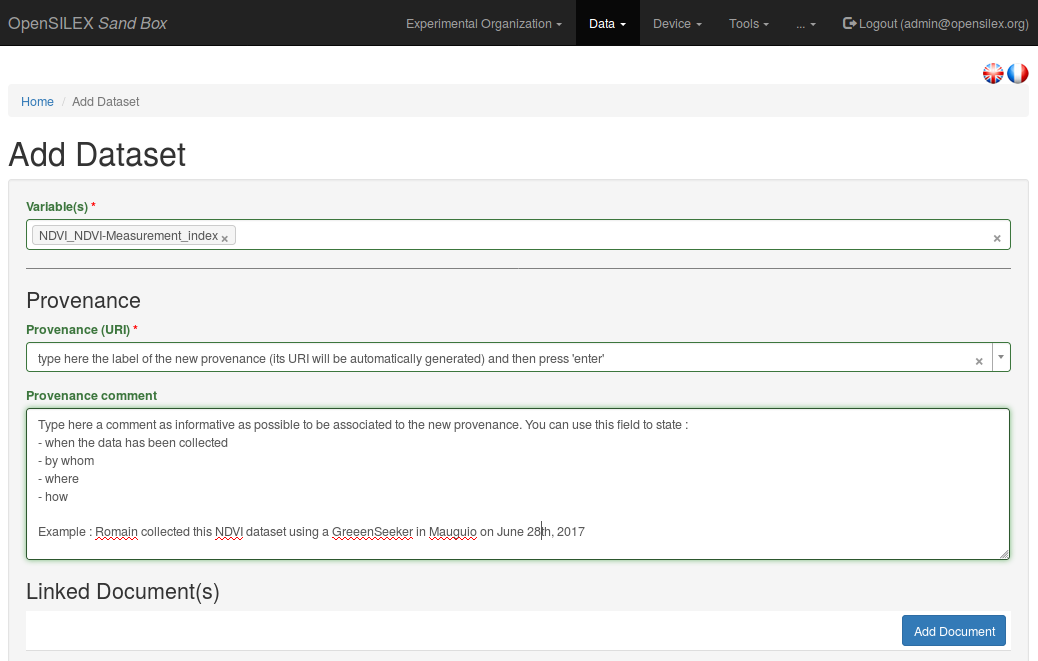 OpenSILEX Sand Box
Experimental Organization Data Device Tools ... Logout (admin@opensilex.org)
Home / Add Dataset
Add Dataset
Variable(s) *
NDVI_NDVI-Measurement_index × ×
Provenance
Provenance (URI) *
type here the label of the new provenance (its URI will be automatically generated) and then press 'enter' ×
Provenance comment
Type here a comment as informative as possible to be associated to the new provenance. You can use this field to state :
- when the data has been collected
- by whom
- where
- how
Example : Romain collected this NDVI dataset using a GreeenSeeker in Mauguio on June 28th, 2017
Linked Document(s)
Add Document